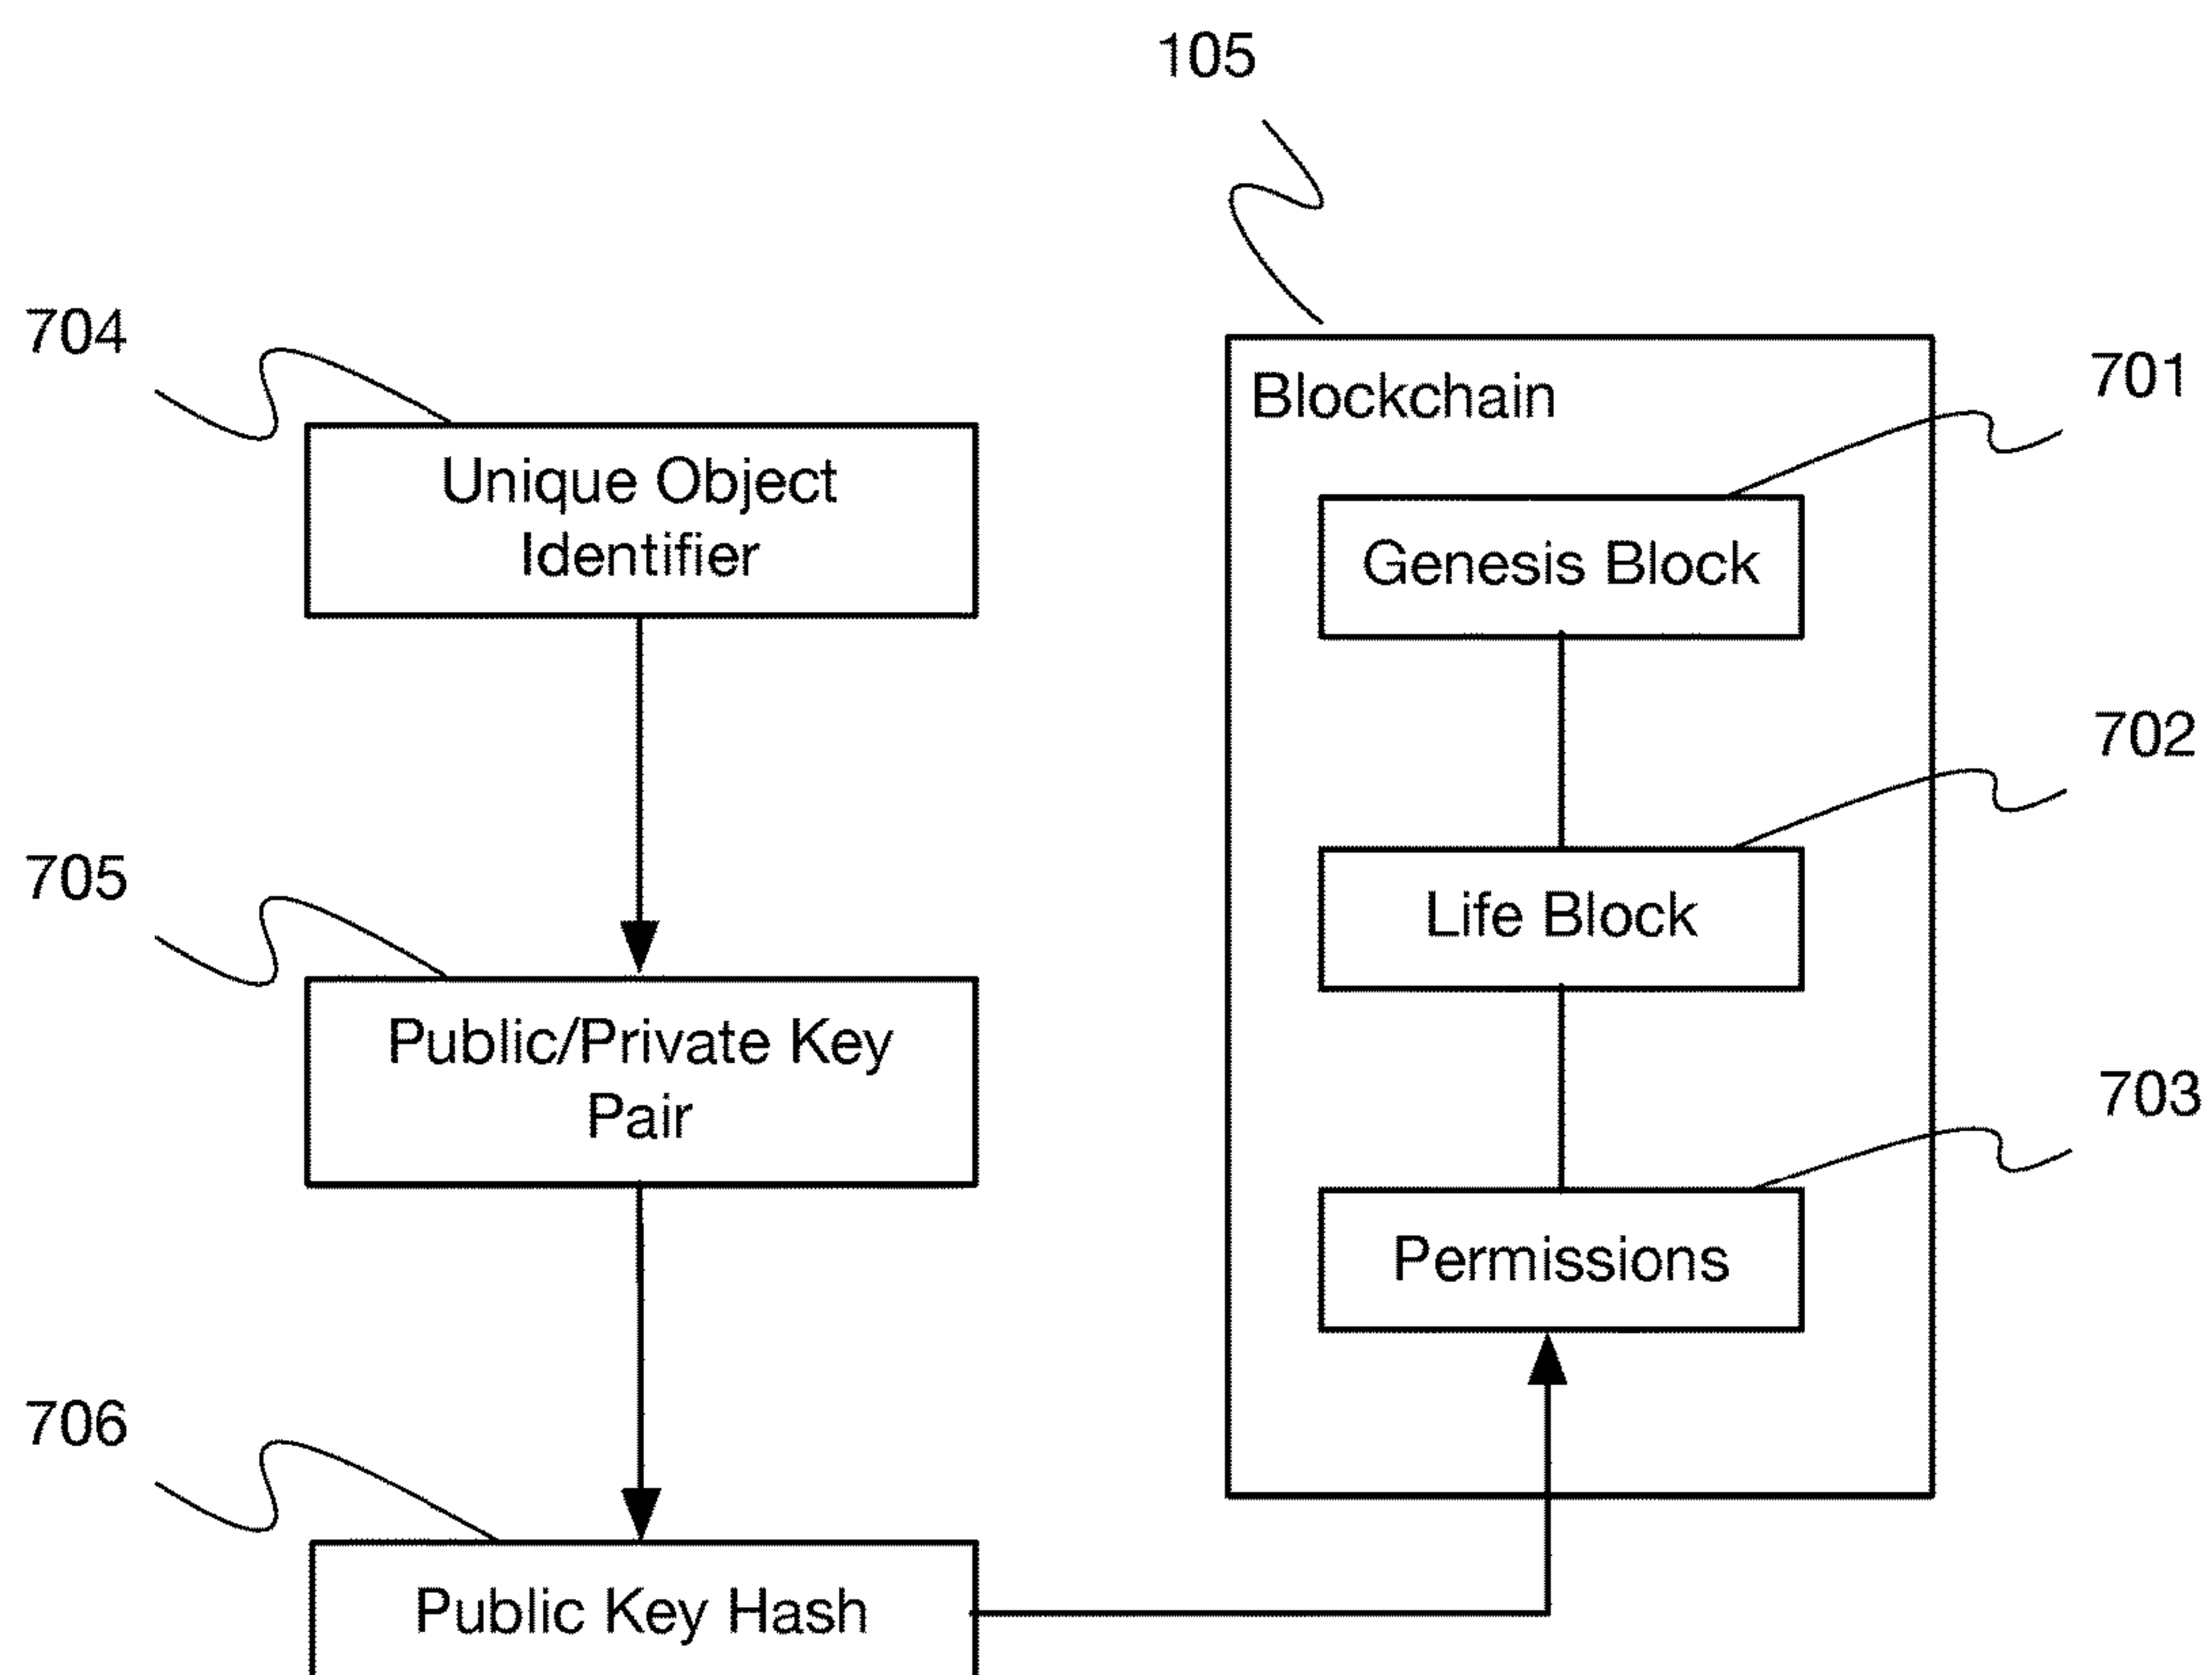 105
704
Blockchain
701
Unique Object
Identifier
Genesis Block
702
705
Life Block
Public/Private Key
Pair
703
Permissions
706
Public Key Hash